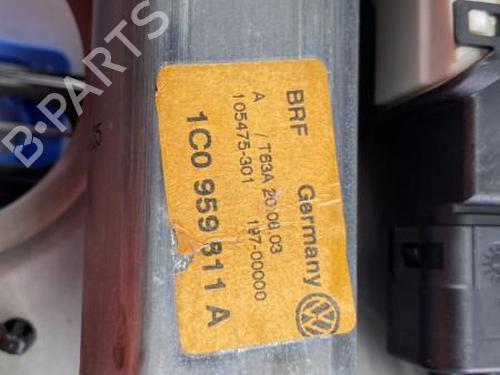 B-PARTS
BRF Germany
A / T63A 20.06.03
105475-301 197-00000
1C0 959 811 A